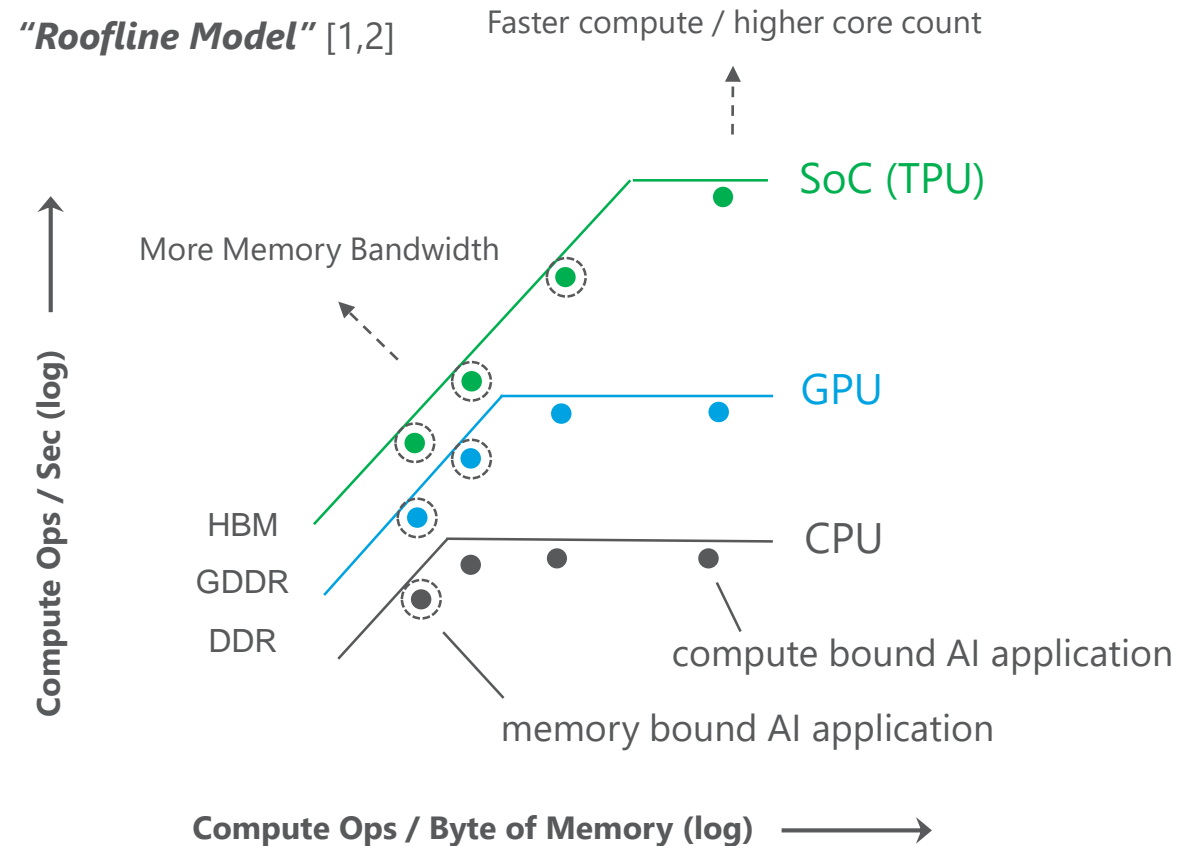 “Roofline Model” [1,2]
Faster compute / higher core count
SoC (TPU)
More Memory Bandwidth
GPU
HBM
CPU
GDDR
DDR
compute bound AI application
memory bound AI application
Compute Ops / Sec (log)
Compute Ops / Byte of Memory (log)